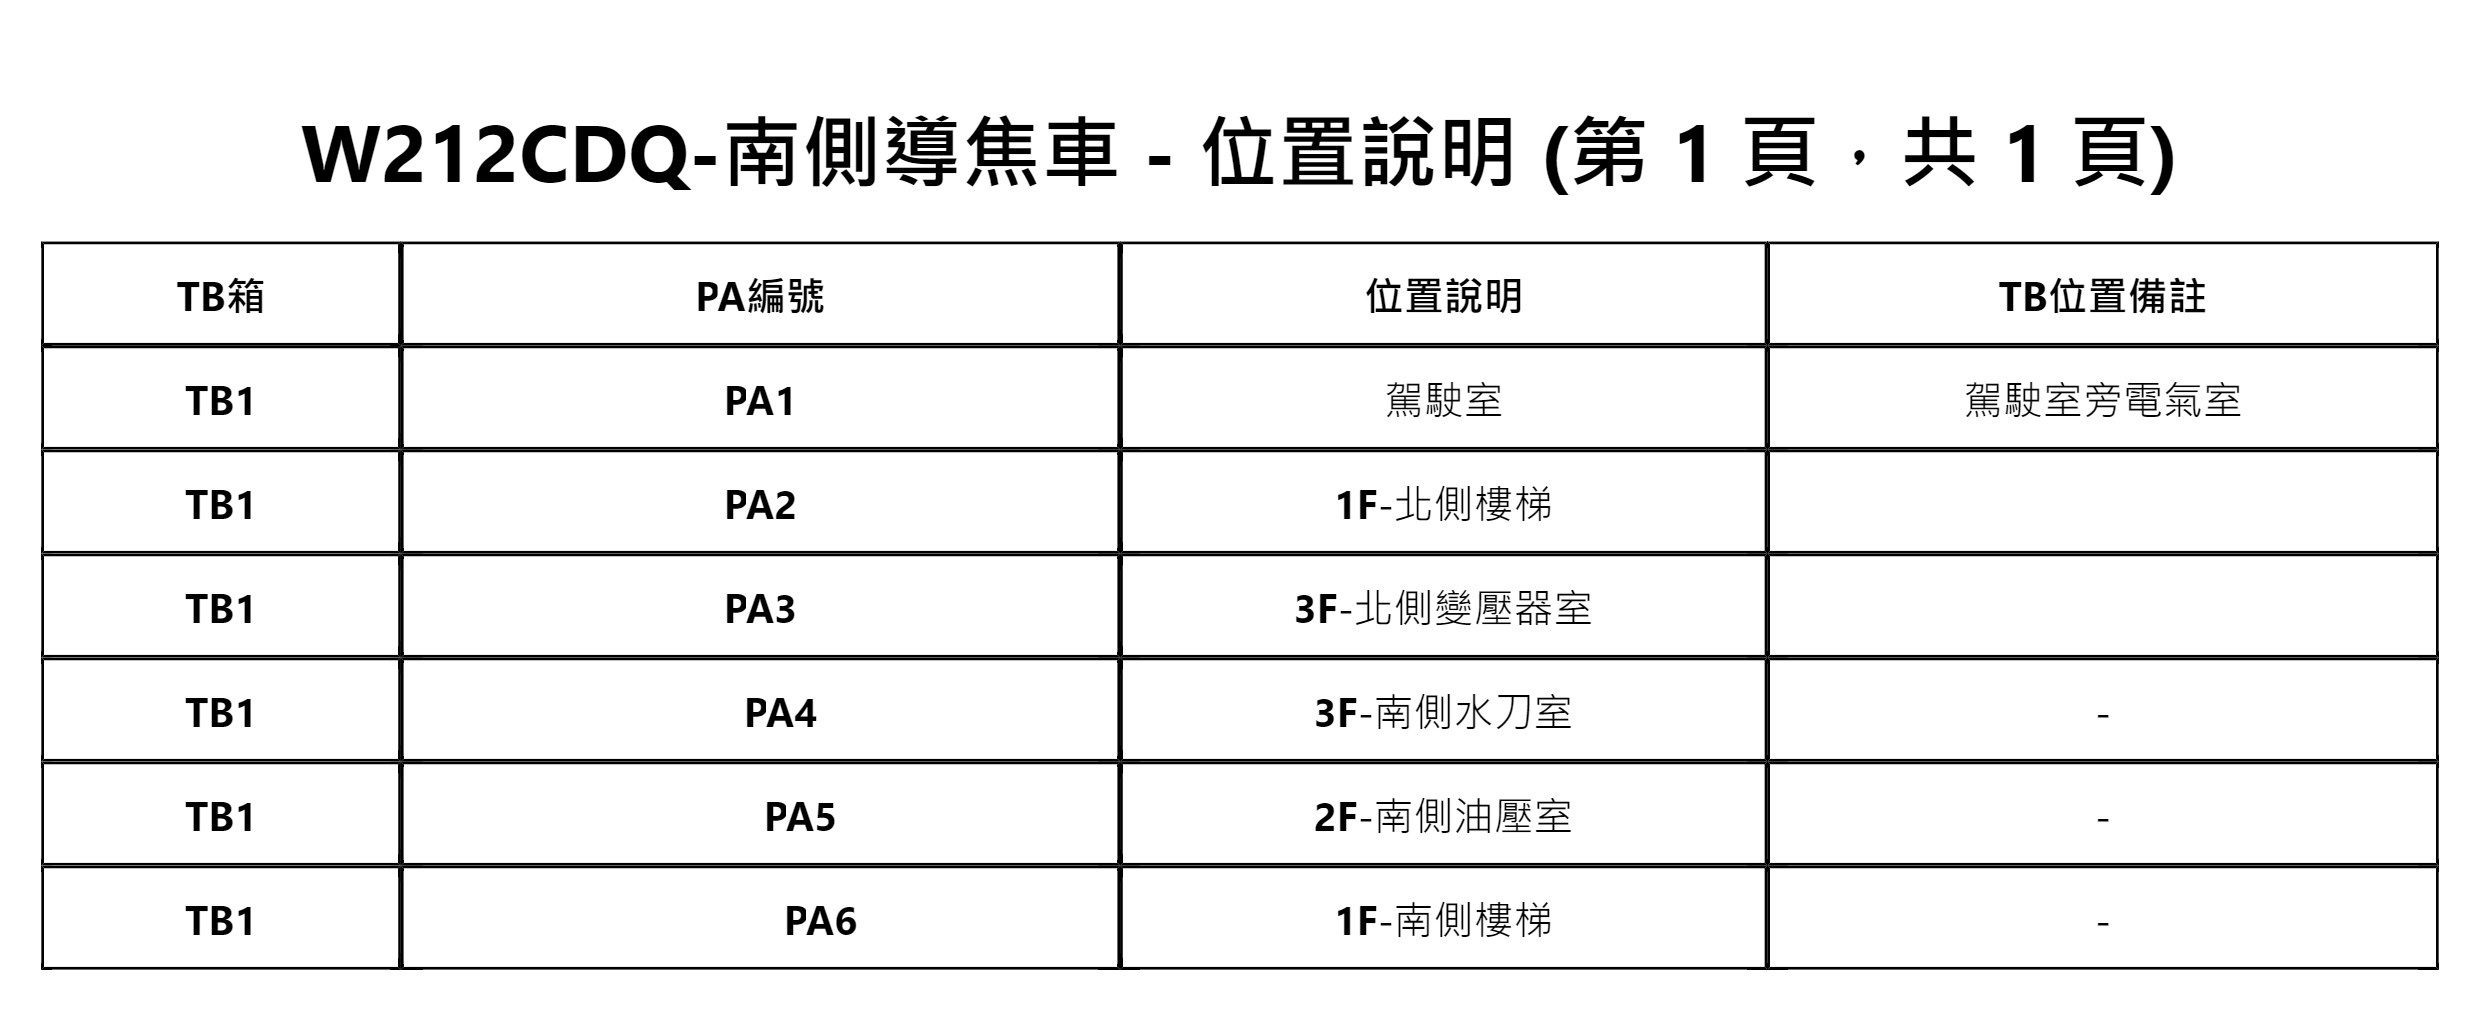 W212CDQ-南側導焦車 - 位置說明 (第 1 頁，共 1 頁)
TB箱 PA編號 位置說明 TB位置備註
TB1 PA1 駕駛室 駕駛室旁電氣室
TB1 PA2 1F-北側樓梯
TB1 PA3 3F-北側變壓器室
TB1 PA4 3F-南側水刀室 -
TB1 PA5 2F-南側油壓室 -
TB1 PA6 1F-南側樓梯 -